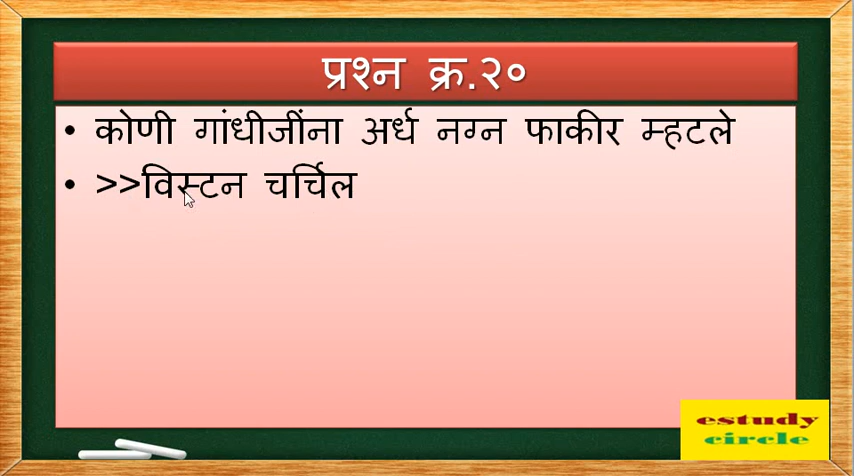 प्रश्न क्र.२०
• कोणी गांधीजींना अर्ध नग्न फाकीर म्हटले
• >>विस्टन चर्चिल
estudy
circle